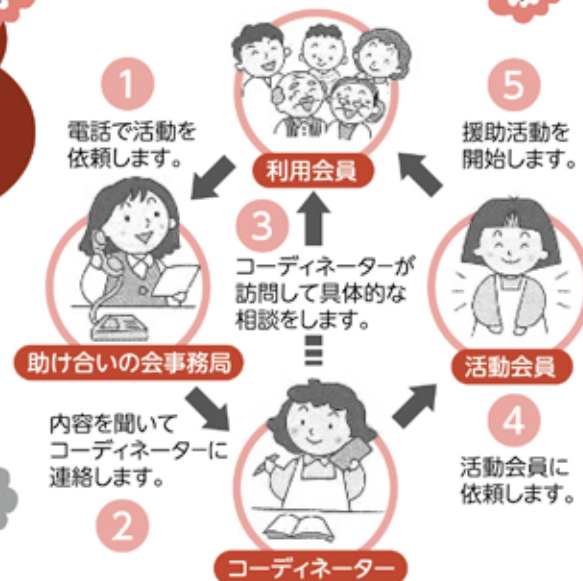 1
電話で活動を
依頼します。
利用会員
5
援助活動を
開始します。
3
コーディネーターが
訪問して具体的な
相談をします。
助け合いの会事務局
活動会員
内容を聞いて
コーディネーターに
連絡します。
2
4
活動会員に
依頼します。
コーディネーター